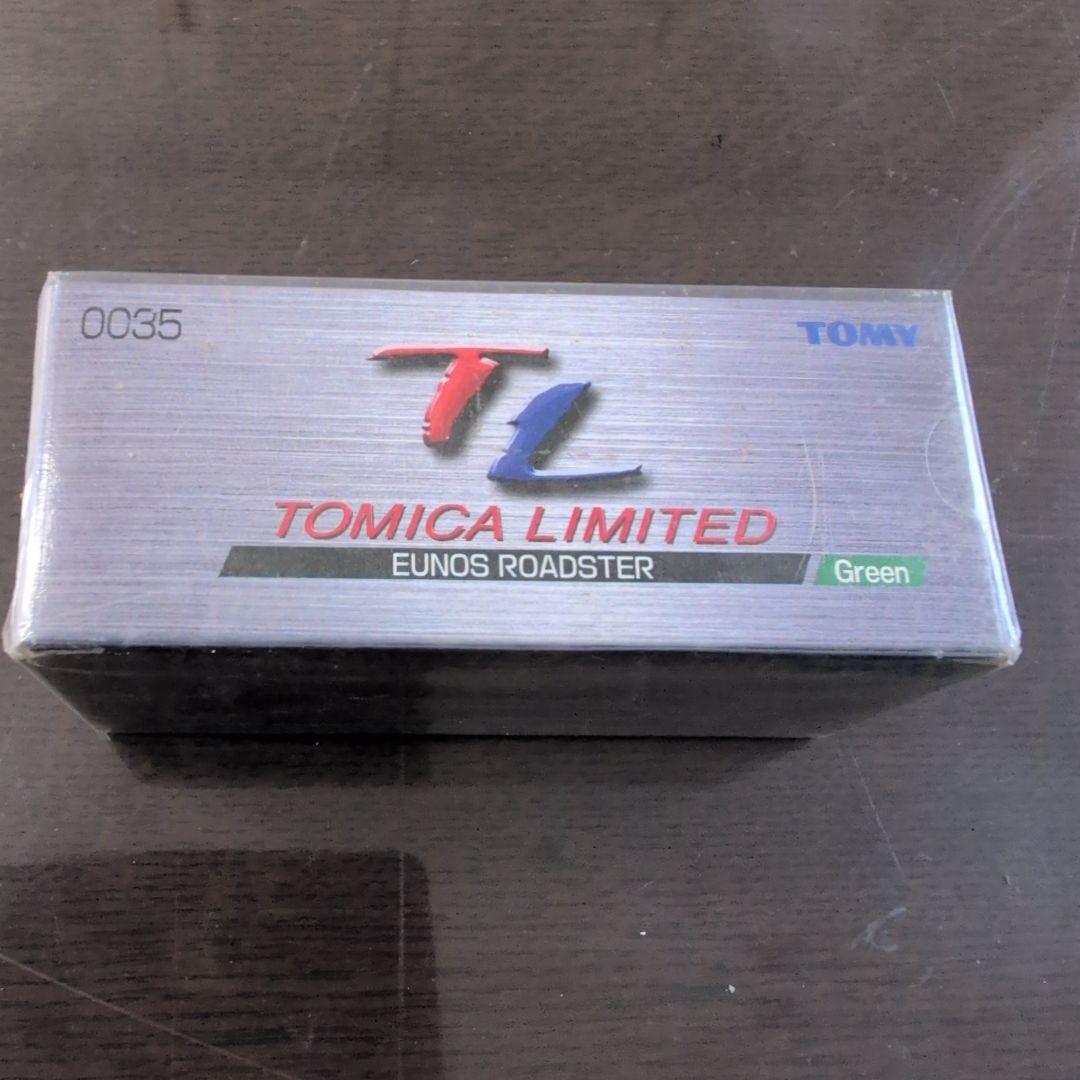 0035
TOMY
TL
TOMICA LIMITED
EUNOS ROADSTER
Green